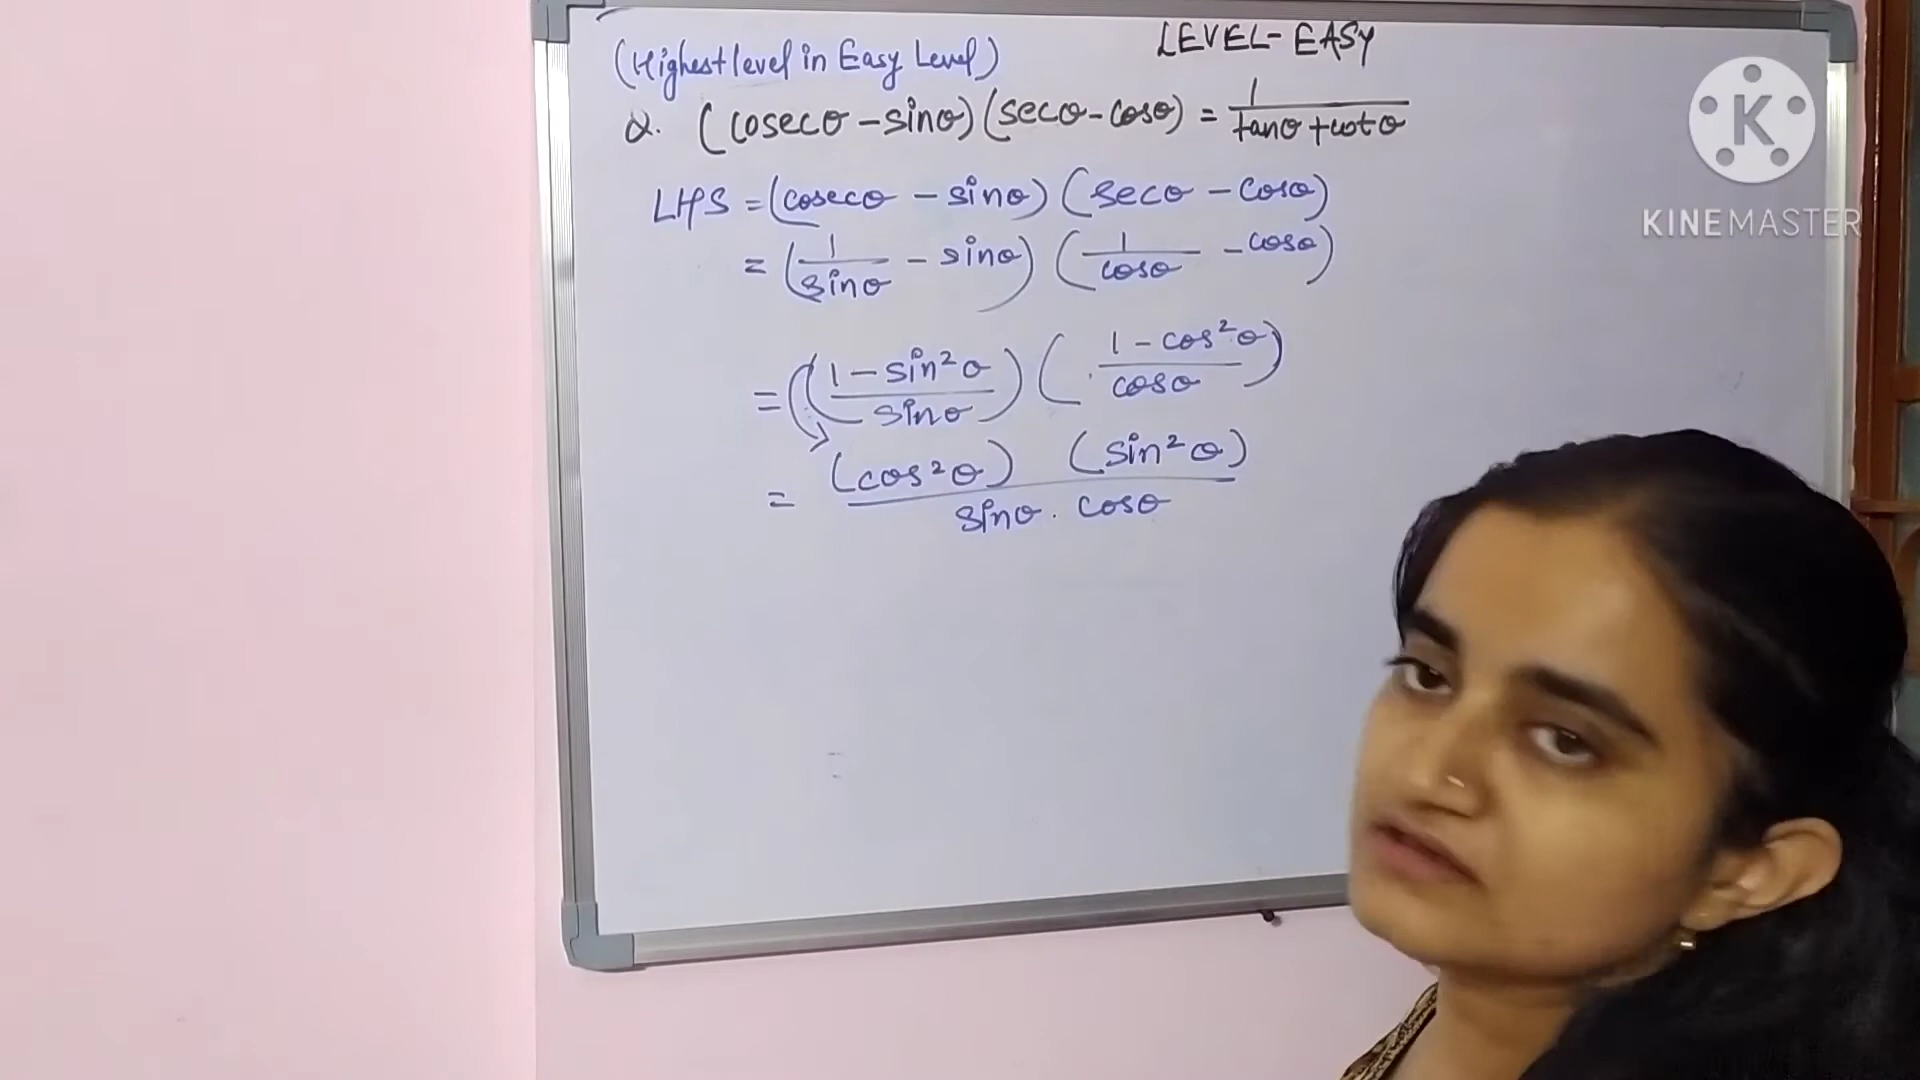 LEVEL-EASY
(Highest level in Easy Level)
Q. (cosecθ - sinθ) (secθ - cosθ) = 1/(tanθ + cotθ)
LHS = (cosecθ - sinθ) (secθ - cosθ)
= (1/sinθ - sinθ) (1/cosθ - cosθ)
= ((1 - sin²θ)/sinθ) ((1 - cos²θ)/cosθ)
= (cos²θ) (sin²θ)/sinθ . cosθ
K
KINEMASTER